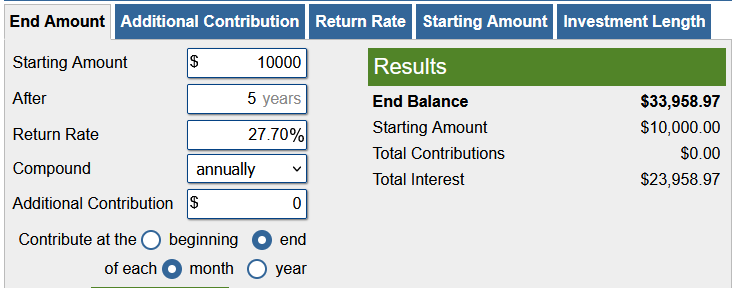 End Amount Additional Contribution Return Rate Starting Amount Investment Length
Starting Amount $ 10000
After 5 years
Return Rate 27.70%
Compound annually
Additional Contribution $ 0
Contribute at the beginning end
of each month year
Results
End Balance $33,958.97
Starting Amount $10,000.00
Total Contributions $0.00
Total Interest $23,958.97